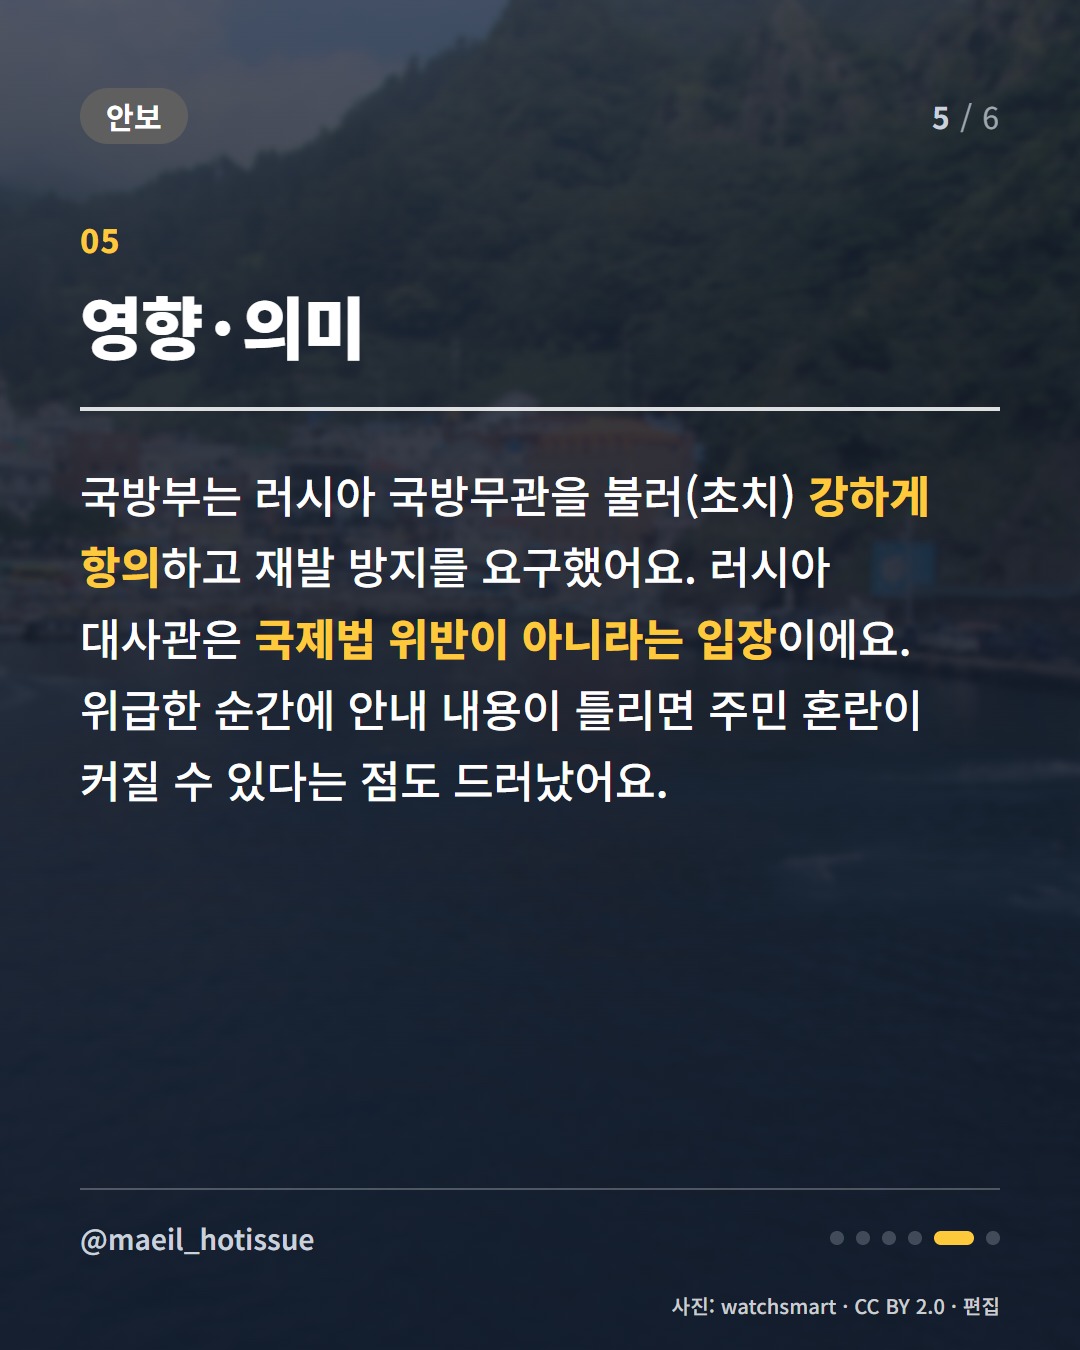 안보
5 / 6
05
영향·의미
국방부는 러시아 국방무관을 불러(초치) 강하게
항의하고 재발 방지를 요구했어요. 러시아
대사관은 국제법 위반이 아니라는 입장이에요.
위급한 순간에 안내 내용이 틀리면 주민 혼란이
커질 수 있다는 점도 드러났어요.
@maeil_hotissue
사진: watchsmart · CC BY 2.0 · 편집